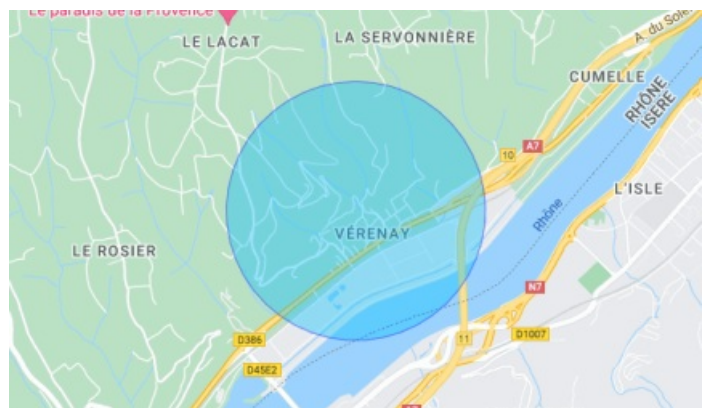 Le paradis de la Provence
LE LACAT
LA SERVONNIÈRE
A. du Solei
CUMELLE
RHÔNE
ISÈRE
A7
10
L'ISLE
Rhône
VÉRENAY
LE ROSIER
N7
D386
11
D1007
D45E2